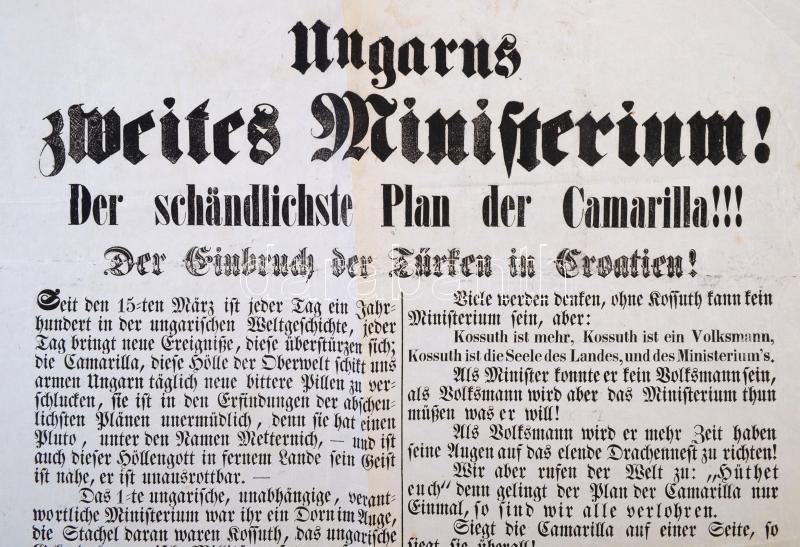 Ungarns
zweites Ministerium!
Der schändlichste Plan der Camarilla!!!
Der Einbruch der Türken in Croatien!
Seit den 15-ten März ist jeder Tag ein Jahr-
hundert in der ungarischen Weltgeschichte, jeder
Tag bringt neue Ereigniße, diese überstürzen sich;
die Camarilla, diese Hölle der Oberwelt schikt uns
armen Ungarn täglich neue bittere Pillen zu ver-
schlucken, sie ist in den Erfindungen der abscheu-
lichsten Plänen unermüdlich, denn sie hat einen
Pluto, unter den Namen Metternich, — und ist
auch dieser Höllengott in fernem Lande sein Geist
ist nahe, er ist unausrottbar. —
Das 1-te ungarische, unabhängige, verant-
wortliche Ministerium war ihr ein Dorn im Auge,
die Stachel daran waren Kossuth, das ungarische
Viele werden denken, ohne Kossuth kann kein
Ministerium sein, aber:
Kossuth ist mehr, Kossuth ist ein Volksmann,
Kossuth ist die Seele des Landes, und des Ministerium's.
Als Minister konnte er kein Volksmann sein,
als Volksmann wird aber das Ministerium thun
müßen was er will!
Als Volksmann wird er mehr Zeit haben
seine Augen auf das elende Drachennest zu richten!
Wir aber rufen der Welt zu: „Hüthet
euch" denn gelingt der Plan der Camarilla nur
Einmal, so sind wir alle verlohren.
Siegt die Camarilla auf einer Seite, so
siegt sie überall!
darabanth